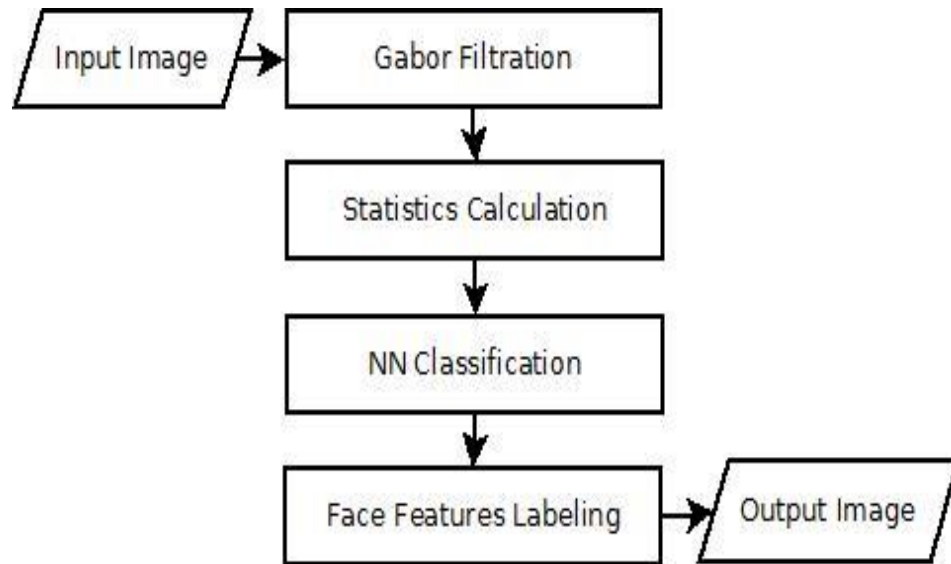 Input Image
Gabor Filtration
Statistics Calculation
NN Classification
Face Features Labeling
Output Image